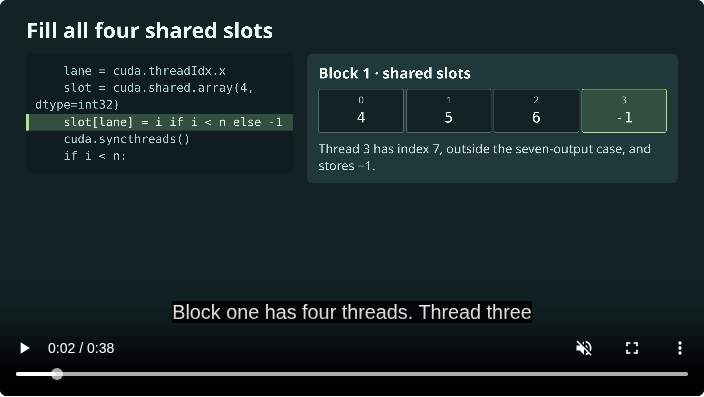 Fill all four shared slots
lane = cuda.threadIdx.x
slot = cuda.shared.array(4,
dtype=int32)
slot[lane] = i if i < n else -1
cuda.syncthreads()
if i < n:
Block 1 · shared slots
0 1 2 3
4 5 6 -1
Thread 3 has index 7, outside the seven-output case, and
stores −1.
Block one has four threads. Thread three
0:02 / 0:38